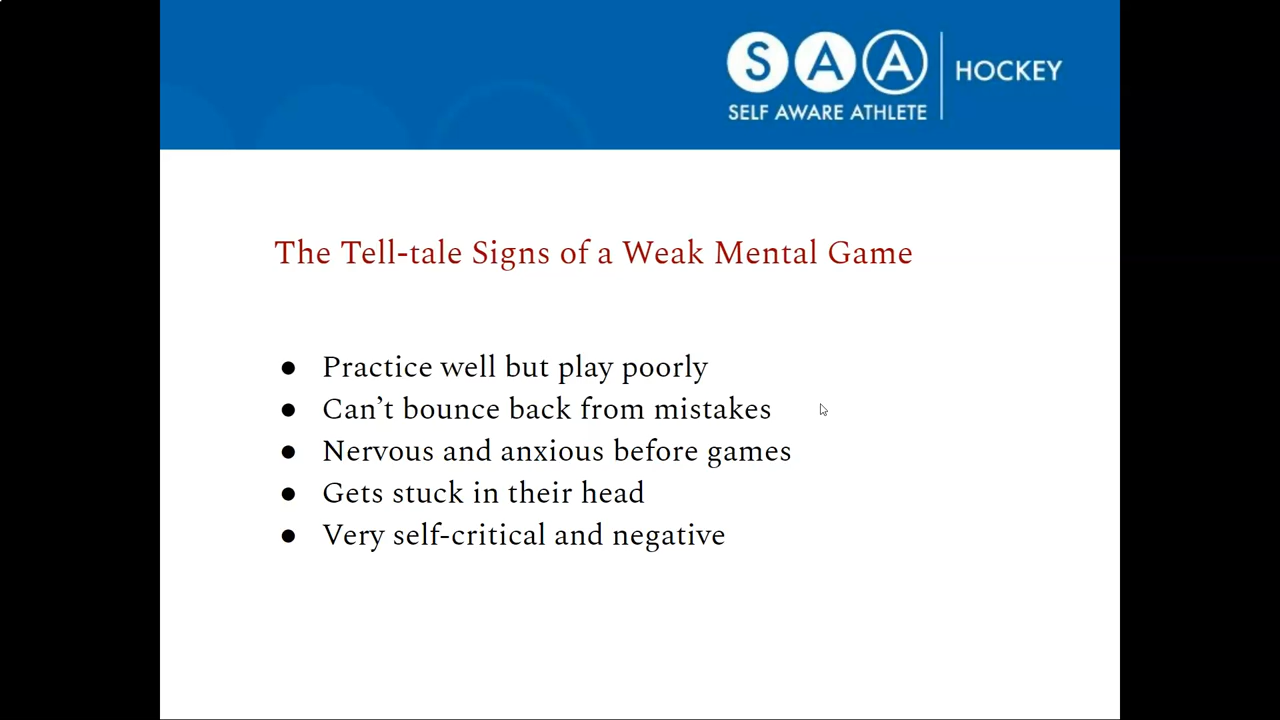 SAA
SELF AWARE ATHLETE
HOCKEY
The Tell-tale Signs of a Weak Mental Game
● Practice well but play poorly
● Can’t bounce back from mistakes
● Nervous and anxious before games
● Gets stuck in their head
● Very self-critical and negative